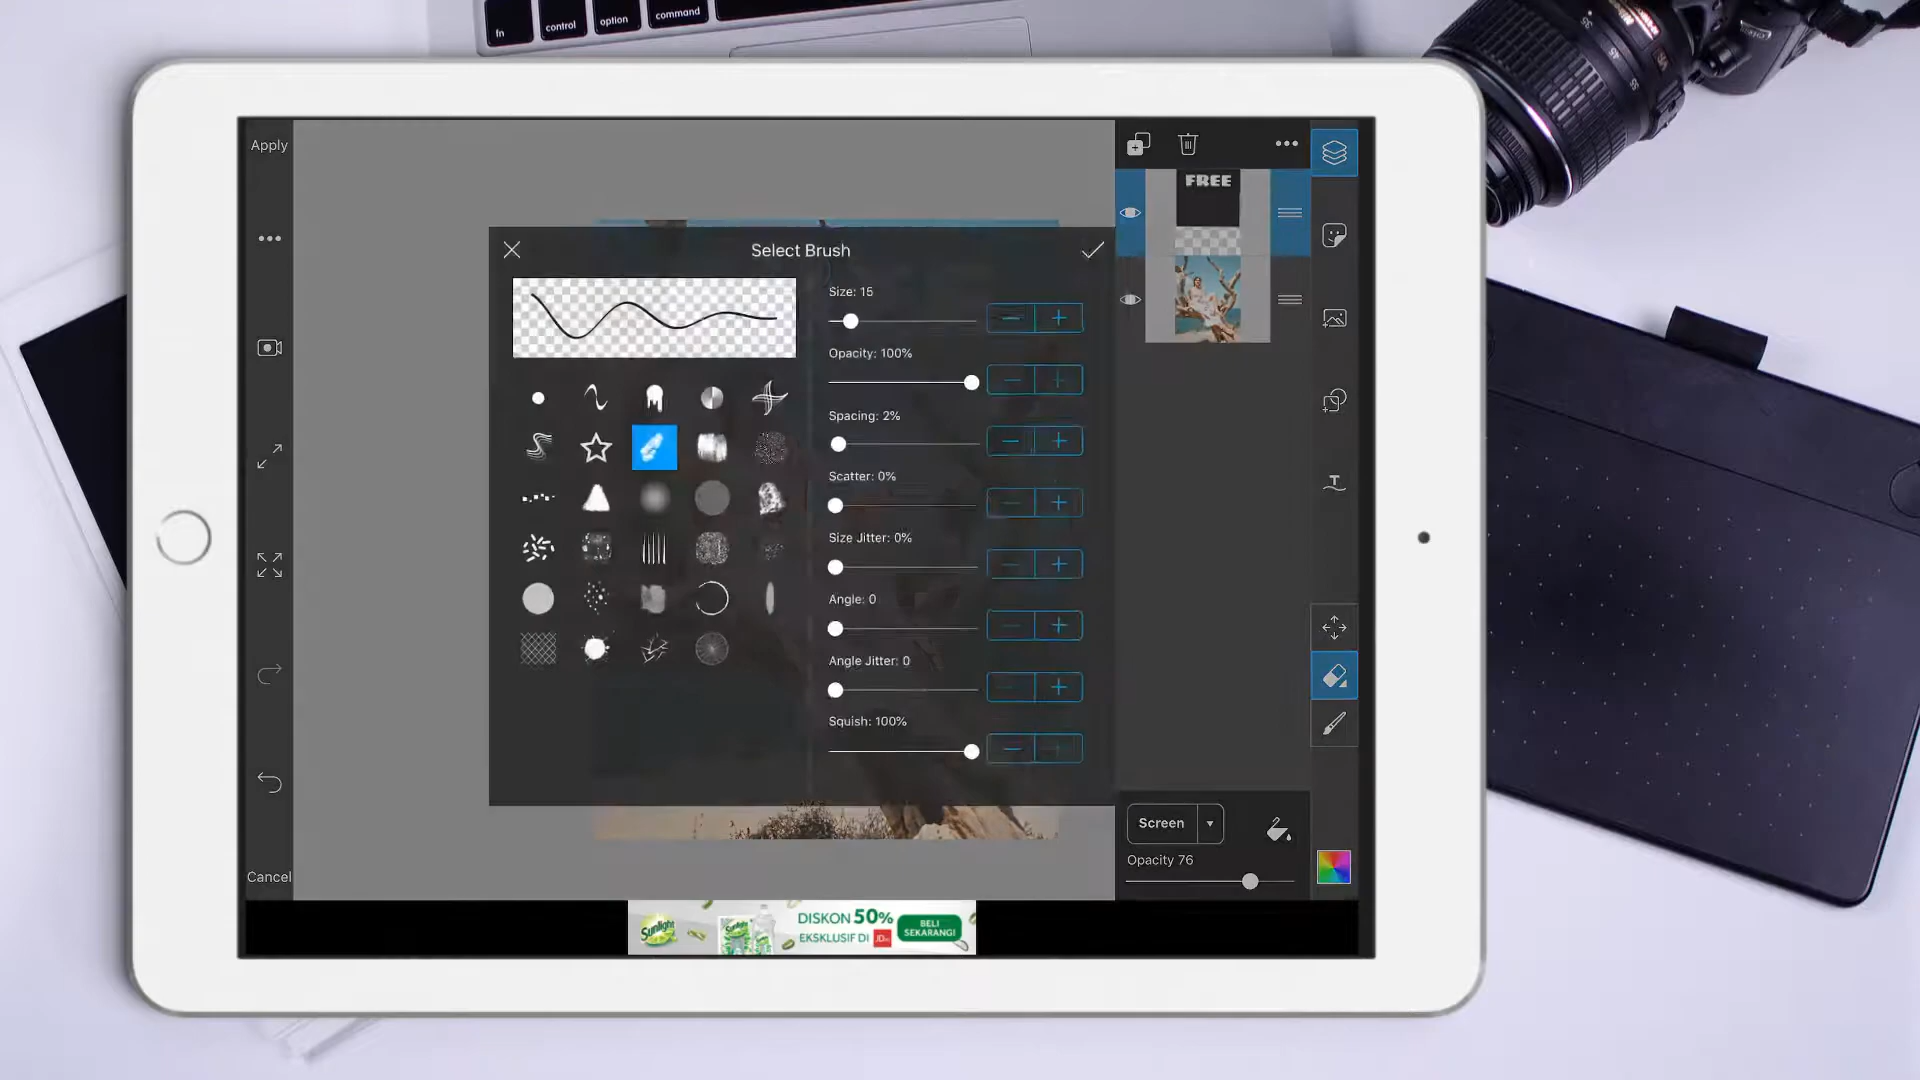 fn
control
option
command
Apply
FREE
Select Brush
Size: 15
Opacity: 100%
Spacing: 2%
Scatter: 0%
Size Jitter: 0%
Angle: 0
Angle Jitter: 0
Squish: 100%
Screen
Opacity 76
Cancel
Sunlight
DISKON 50%
EKSKLUSIF DI JD
BELI
SEKARANG!